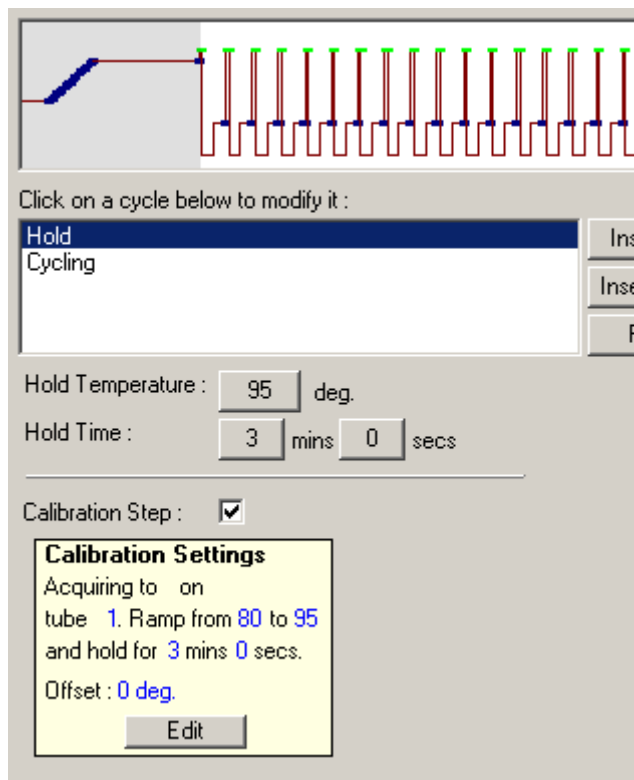 Click on a cycle below to modify it :
Hold
Cycling
Ins
Inse
Hold Temperature : 95 deg.
Hold Time : 3 mins 0 secs
Calibration Step :
Calibration Settings
Acquiring to on
tube 1. Ramp from 80 to 95
and hold for 3 mins 0 secs.
Offset : 0 deg.
Edit